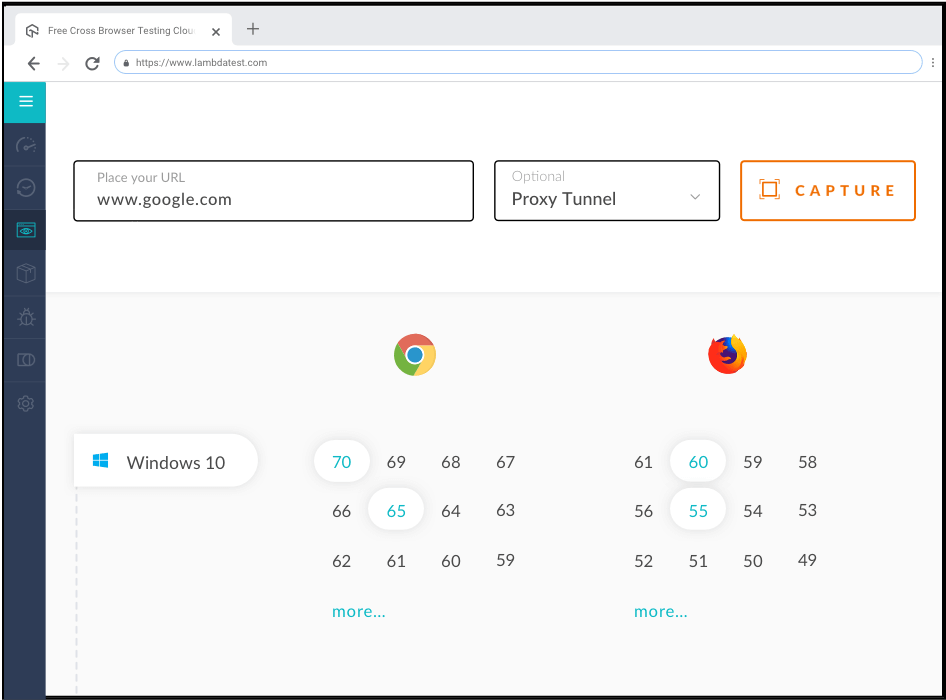 Free Cross Browser Testing Clou
https://www.lambdatest.com
Place your URL
www.google.com
Optional
Proxy Tunnel
CAPTURE
Windows 10
70 69 68 67
66 65 64 63
62 61 60 59
more...
61 60 59 58
56 55 54 53
52 51 50 49
more...